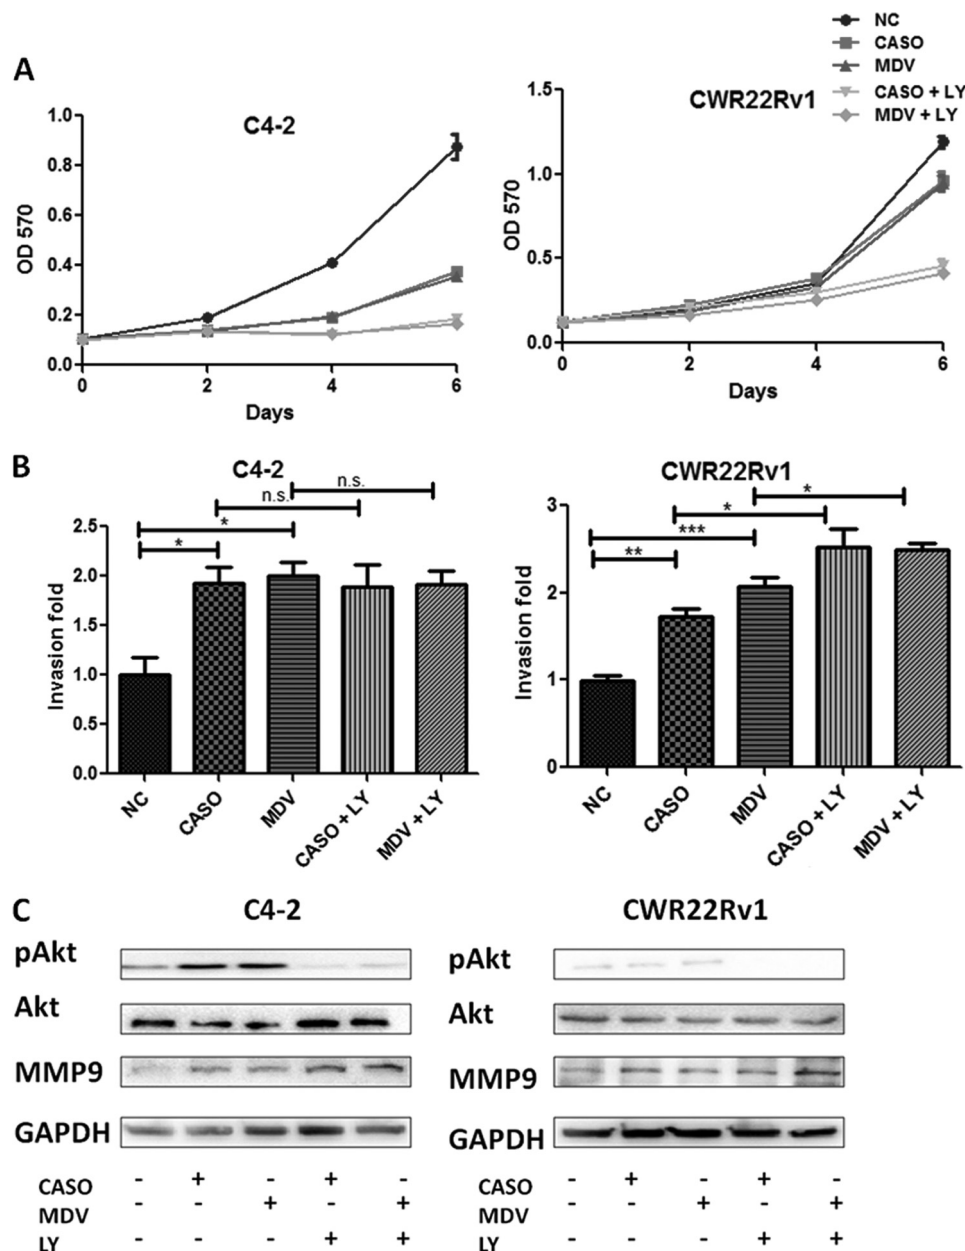 A
NC
CASO
MDV
CASO + LY
MDV + LY
C4-2
OD 570
1.0
0.8
0.6
0.4
0.2
0.0
0 2 4 6
Days
CWR22Rv1
OD 570
1.5
1.0
0.5
0.0
0 2 4 6
Days
B
C4-2
n.s.
n.s.
*
*
Invasion fold
2.5
2.0
1.5
1.0
0.5
0.0
NC CASO MDV CASO + LY MDV + LY
CWR22Rv1
*
*
***
**
Invasion fold
3
2
1
0
NC CASO MDV CASO + LY MDV + LY
C
C4-2
pAkt
Akt
MMP9
GAPDH
CASO - + - + -
MDV - - + - +
LY - - - + +
CWR22Rv1
pAkt
Akt
MMP9
GAPDH
CASO - + - + -
MDV - - + - +
LY - - - + +